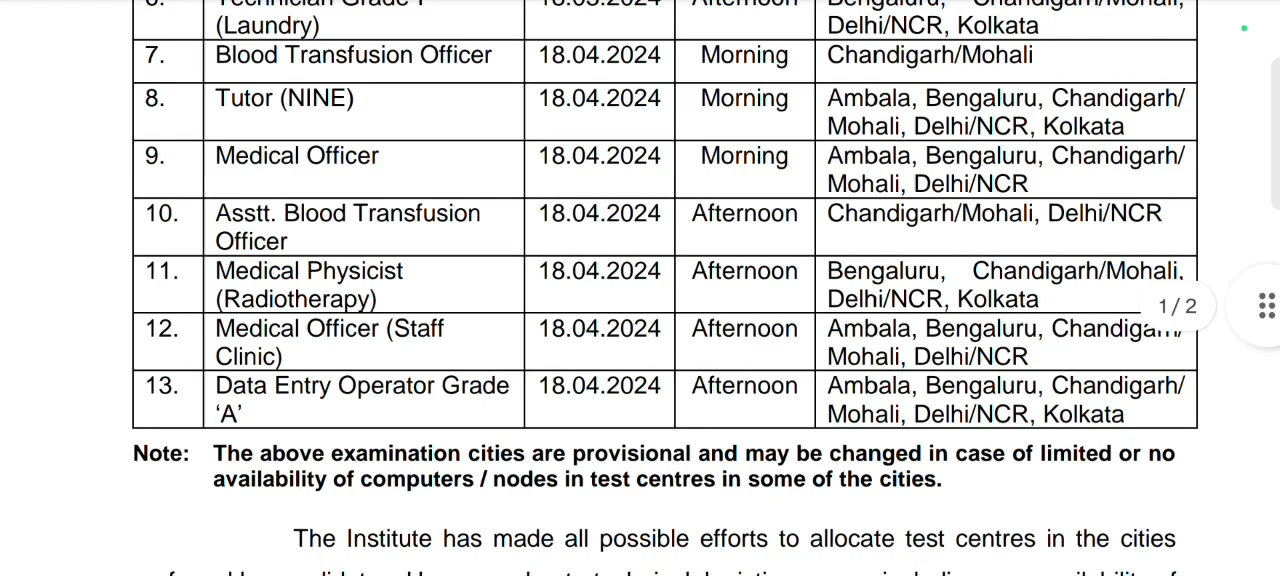 (Laundry) Delhi/NCR, Kolkata
7. Blood Transfusion Officer 18.04.2024 Morning Chandigarh/Mohali
8. Tutor (NINE) 18.04.2024 Morning Ambala, Bengaluru, Chandigarh/
Mohali, Delhi/NCR, Kolkata
9. Medical Officer 18.04.2024 Morning Ambala, Bengaluru, Chandigarh/
Mohali, Delhi/NCR
10. Asstt. Blood Transfusion 18.04.2024 Afternoon Chandigarh/Mohali, Delhi/NCR
Officer
11. Medical Physicist 18.04.2024 Afternoon Bengaluru, Chandigarh/Mohali,
(Radiotherapy) Delhi/NCR, Kolkata
1/2
12. Medical Officer (Staff 18.04.2024 Afternoon Ambala, Bengaluru,
Clinic) Mohali, Delhi/NCR
13. Data Entry Operator Grade 18.04.2024 Afternoon Ambala, Bengaluru, Chandigarh/
‘A’ Mohali, Delhi/NCR, Kolkata
Note: The above examination cities are provisional and may be changed in case of limited or no
availability of computers / nodes in test centres in some of the cities.
The Institute has made all possible efforts to allocate test centres in the cities